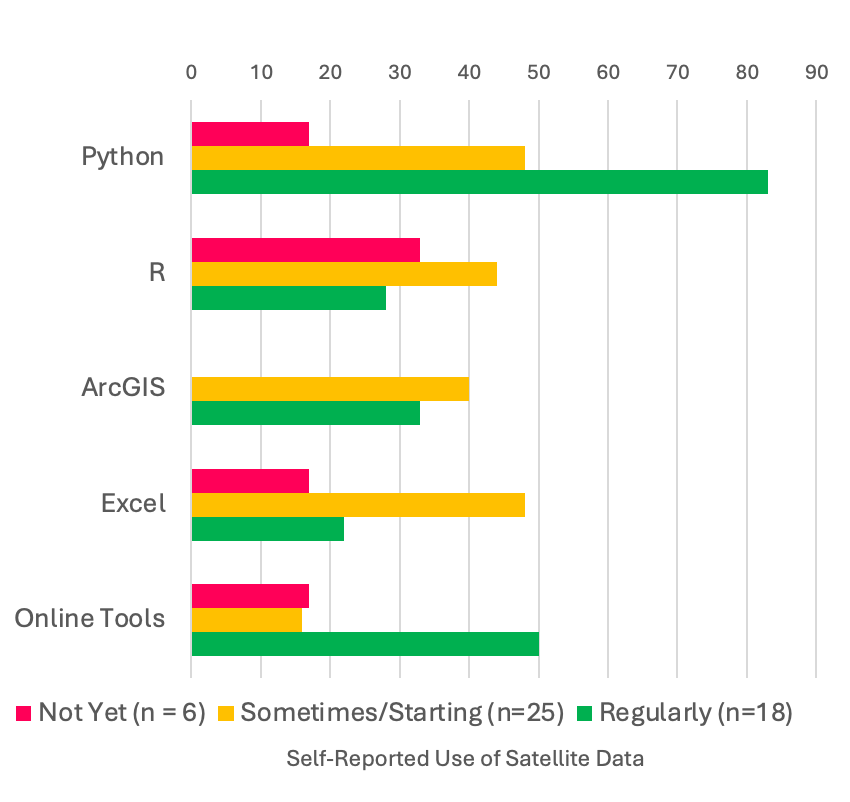 0 10 20 30 40 50 60 70 80 90
Python
R
ArcGIS
Excel
Online Tools
Not Yet (n = 6) Sometimes/Starting (n=25) Regularly (n=18)
Self-Reported Use of Satellite Data